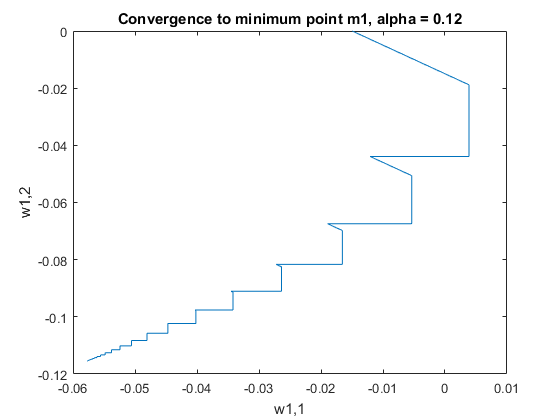 Convergence to minimum point m1, alpha = 0.12
0
-0.02
-0.04
-0.06
-0.08
-0.1
-0.12
w1,2
-0.06 -0.05 -0.04 -0.03 -0.02 -0.01 0 0.01
w1,1